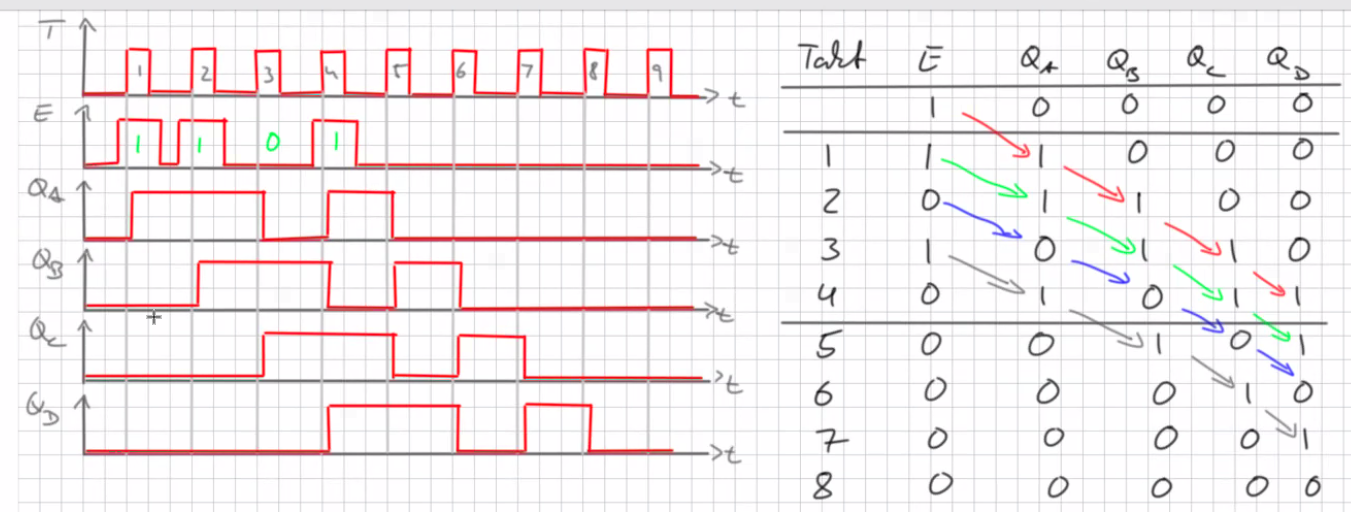 T
1 2 3 4 5 6 7 8 9
t
E
1 1 0 1
t
Q_A
t
Q_B
t
Q_C
t
Q_D
t
Takt E Q_A Q_B Q_C Q_D
1 0 0 0 0
1 1 1 0 0 0
2 0 1 1 0 0
3 1 0 1 1 0
4 0 1 0 1 1
5 0 0 1 0 1
6 0 0 0 1 0
7 0 0 0 0 1
8 0 0 0 0 0